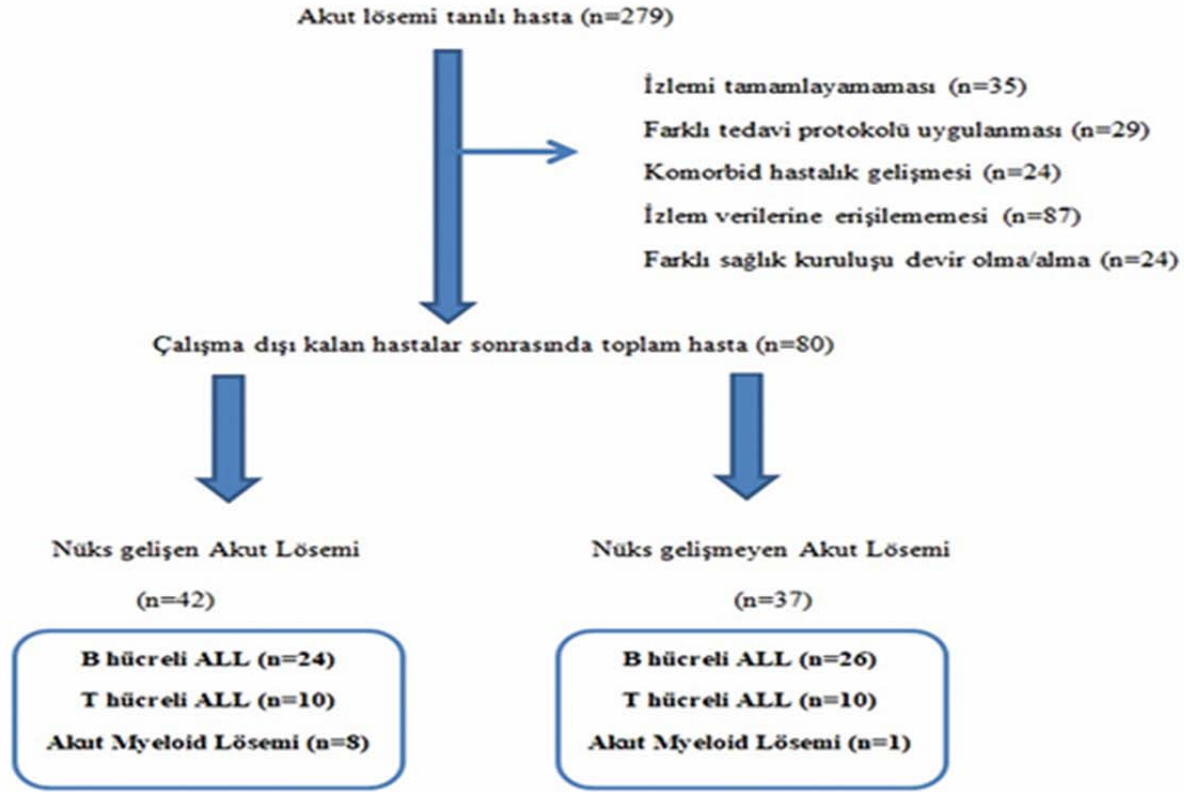 Akut lösemi tanılı hasta (n=279)
İzlemi tamamlayamaması (n=35)
Farklı tedavi protokolü uygulanması (n=29)
Komorbid hastalık gelişmesi (n=24)
İzlem verilerine erişilememesi (n=87)
Farklı sağlık kuruluşu devir olma/alma (n=24)
Çalışma dışı kalan hastalar sonrasında toplam hasta (n=80)
Nüks gelişen Akut Lösemi
(n=42)
B hücreli ALL (n=24)
T hücreli ALL (n=10)
Akut Myeloid Lösemi (n=8)
Nüks gelişmeyen Akut Lösemi
(n=37)
B hücreli ALL (n=26)
T hücreli ALL (n=10)
Akut Myeloid Lösemi (n=1)